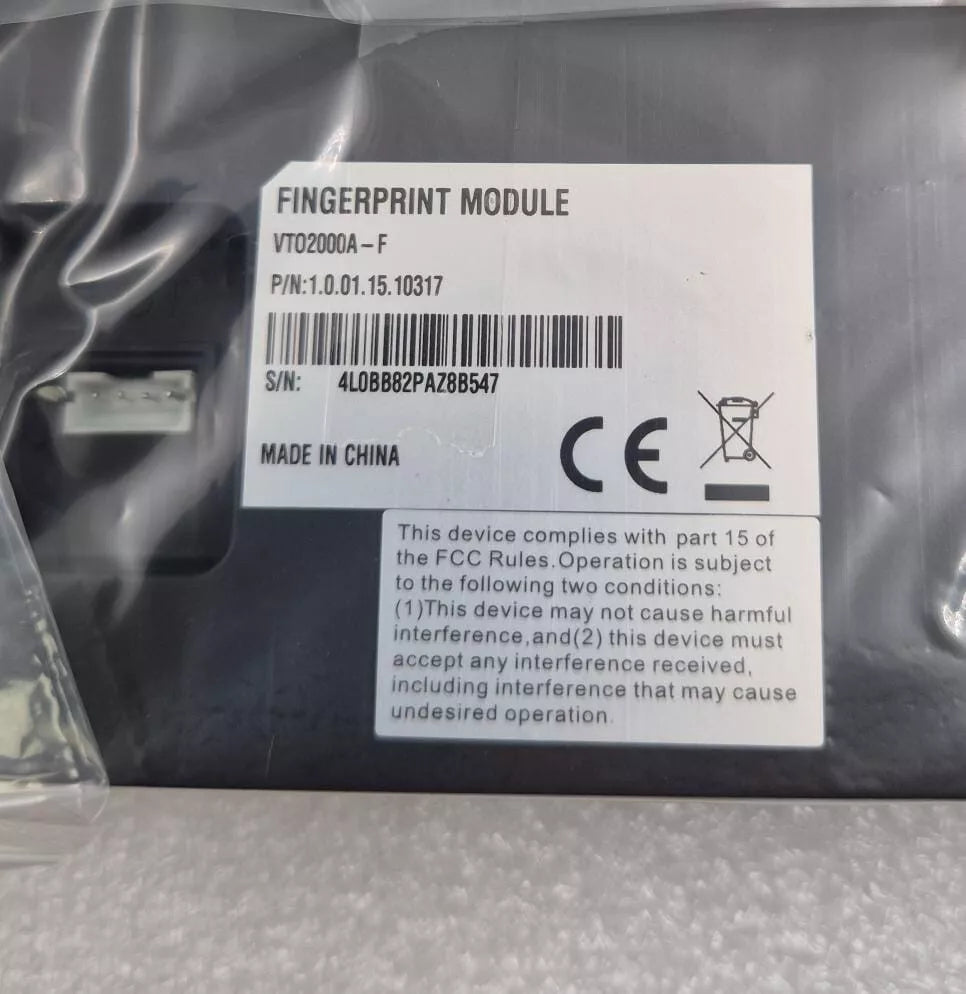 FINGERPRINT MODULE
VTO2000A-F
P/N:1.0.01.15.10317
S/N: 4L0BB82PAZ8B547
MADE IN CHINA
CE
This device complies with part 15 of
the FCC Rules.Operation is subject
to the following two conditions:
(1)This device may not cause harmful
interference,and(2) this device must
accept any interference received,
including interference that may cause
undesired operation.